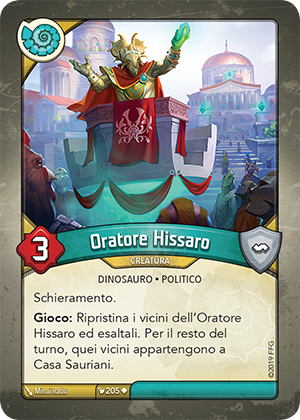 Oratore Hissaro
3
CREATURA
DINOSAURO • POLITICO
Schieramento.
Gioco: Ripristina i vicini dell'Oratore
Hissaro ed esaltali. Per il resto del
turno, quei vicini appartengono a
Casa Sauriani.
Mihai Radu
205
©2019 FFG